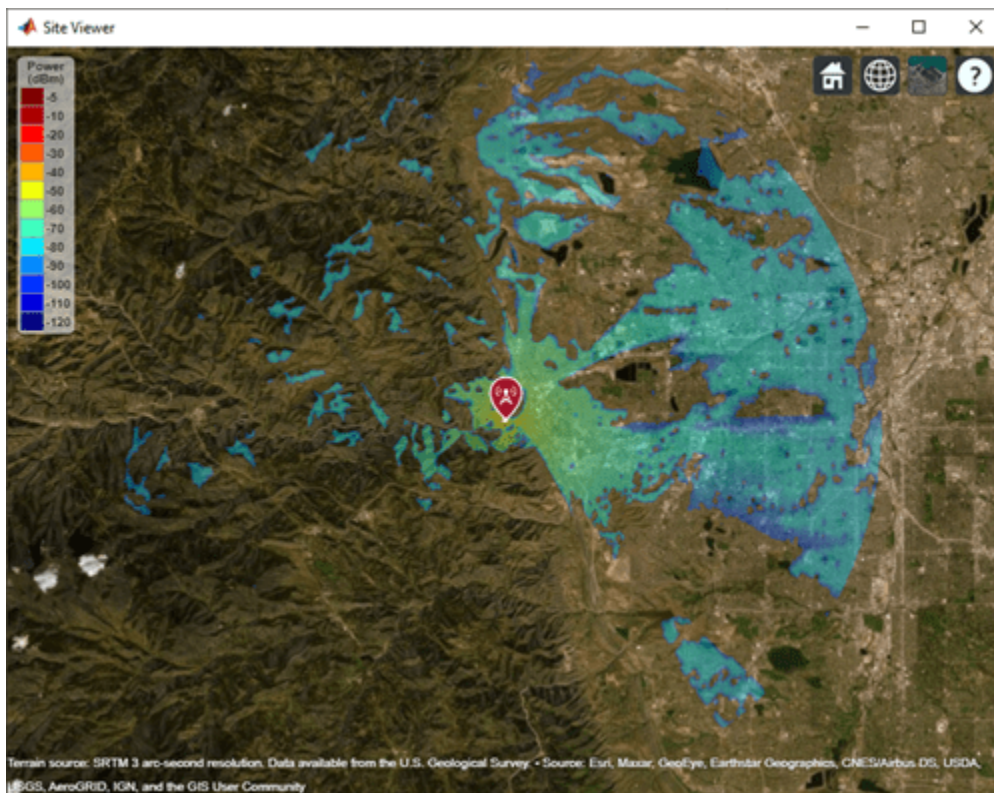 Site Viewer
Power
(dBm)
-5
-10
-20
-30
-40
-50
-60
-70
-80
-90
-100
-110
-120
?
Terrain source: SRTM 3 arc-second resolution. Data available from the U.S. Geological Survey. • Source: Esri, Maxar, GeoEye, Earthstar Geographics, CNES/Airbus DS, USDA,
USGS, AeroGRID, IGN, and the GIS User Community